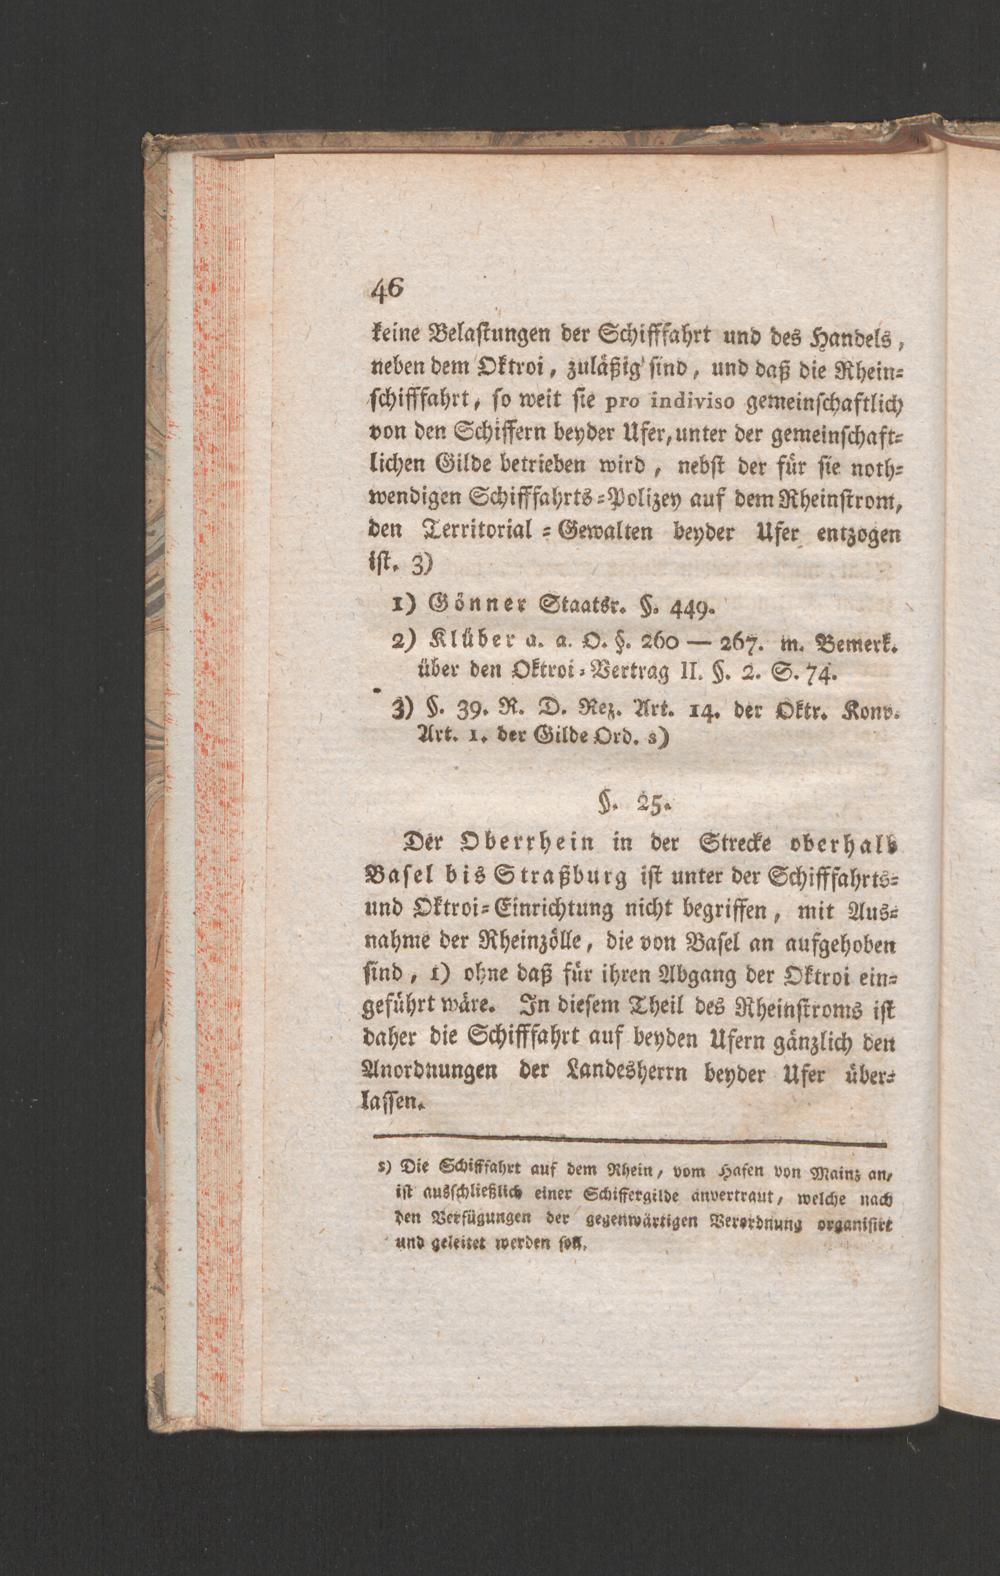 46
keine Belastungen der Schifffahrt und des Handels,
neben dem Oktroi, zuläßig sind, und daß die Rhein-
schifffahrt, so weit sie pro indiviso gemeinschaftlich
von den Schiffern beyder Ufer, unter der gemeinschaft-
lichen Gilde betrieben wird, nebst der für sie noth-
wendigen Schifffahrts-Polizey auf dem Rheinstrom,
den Territorial-Gewalten beyder Ufer entzogen
ist. 3)
1) Gönner Staatsr. §. 449.
2) Klüber a. a. O. §. 260 — 267. m. Bemerk.
über den Oktroi-Vertrag II. §. 2. S. 74.
3) §. 39. R. D. Rez. Art. 14. der Oktr. Konv.
Art. 1. der Gilde Ord. s)
§. 25.
Der Oberrhein in der Strecke oberhalb
Basel bis Straßburg ist unter der Schifffahrts-
und Oktroi-Einrichtung nicht begriffen, mit Aus-
nahme der Rheinzölle, die von Basel an aufgehoben
sind, 1) ohne daß für ihren Abgang der Oktroi ein-
geführt wäre. In diesem Theil des Rheinstroms ist
daher die Schifffahrt auf beyden Ufern gänzlich den
Anordnungen der Landesherrn beyder Ufer über-
lassen.
s) Die Schifffahrt auf dem Rhein, vom Hafen von Mainz an,
ist ausschließlich einer Schiffergilde anvertraut, welche nach
den Verfügungen der gegenwärtigen Verordnung organisirt
und geleitet werden soll.